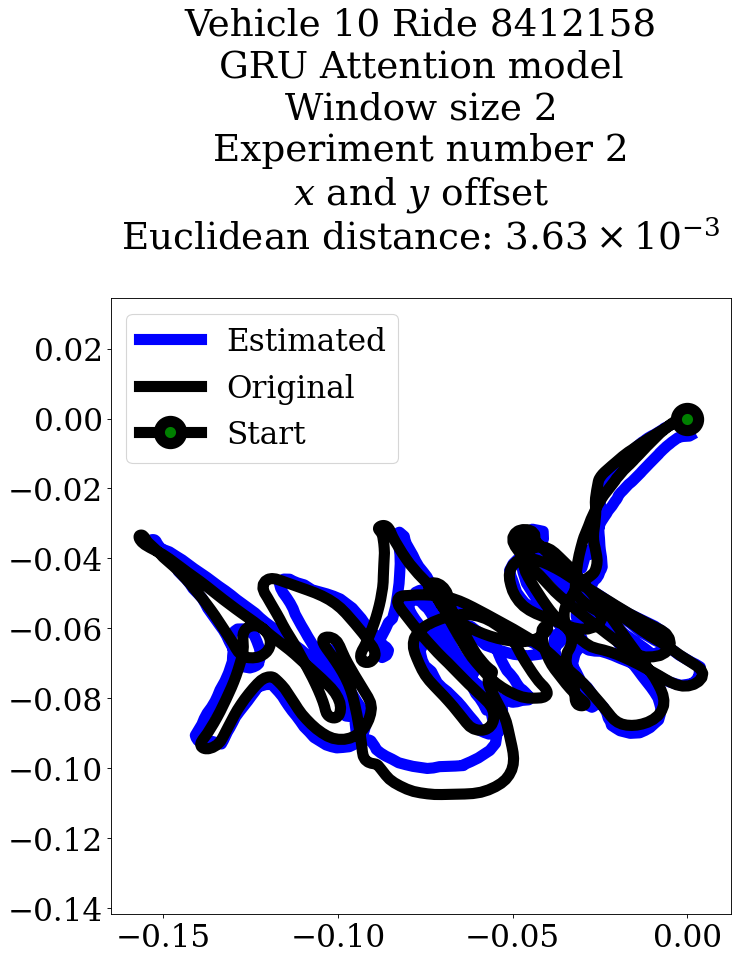 Vehicle 10 Ride 8412158
GRU Attention model
Window size 2
Experiment number 2
x and y offset
Euclidean distance: 3.63 × 10⁻³
Estimated
Original
Start
0.02
0.00
−0.02
−0.04
−0.06
−0.08
−0.10
−0.12
−0.14
−0.15
−0.10
−0.05
0.00